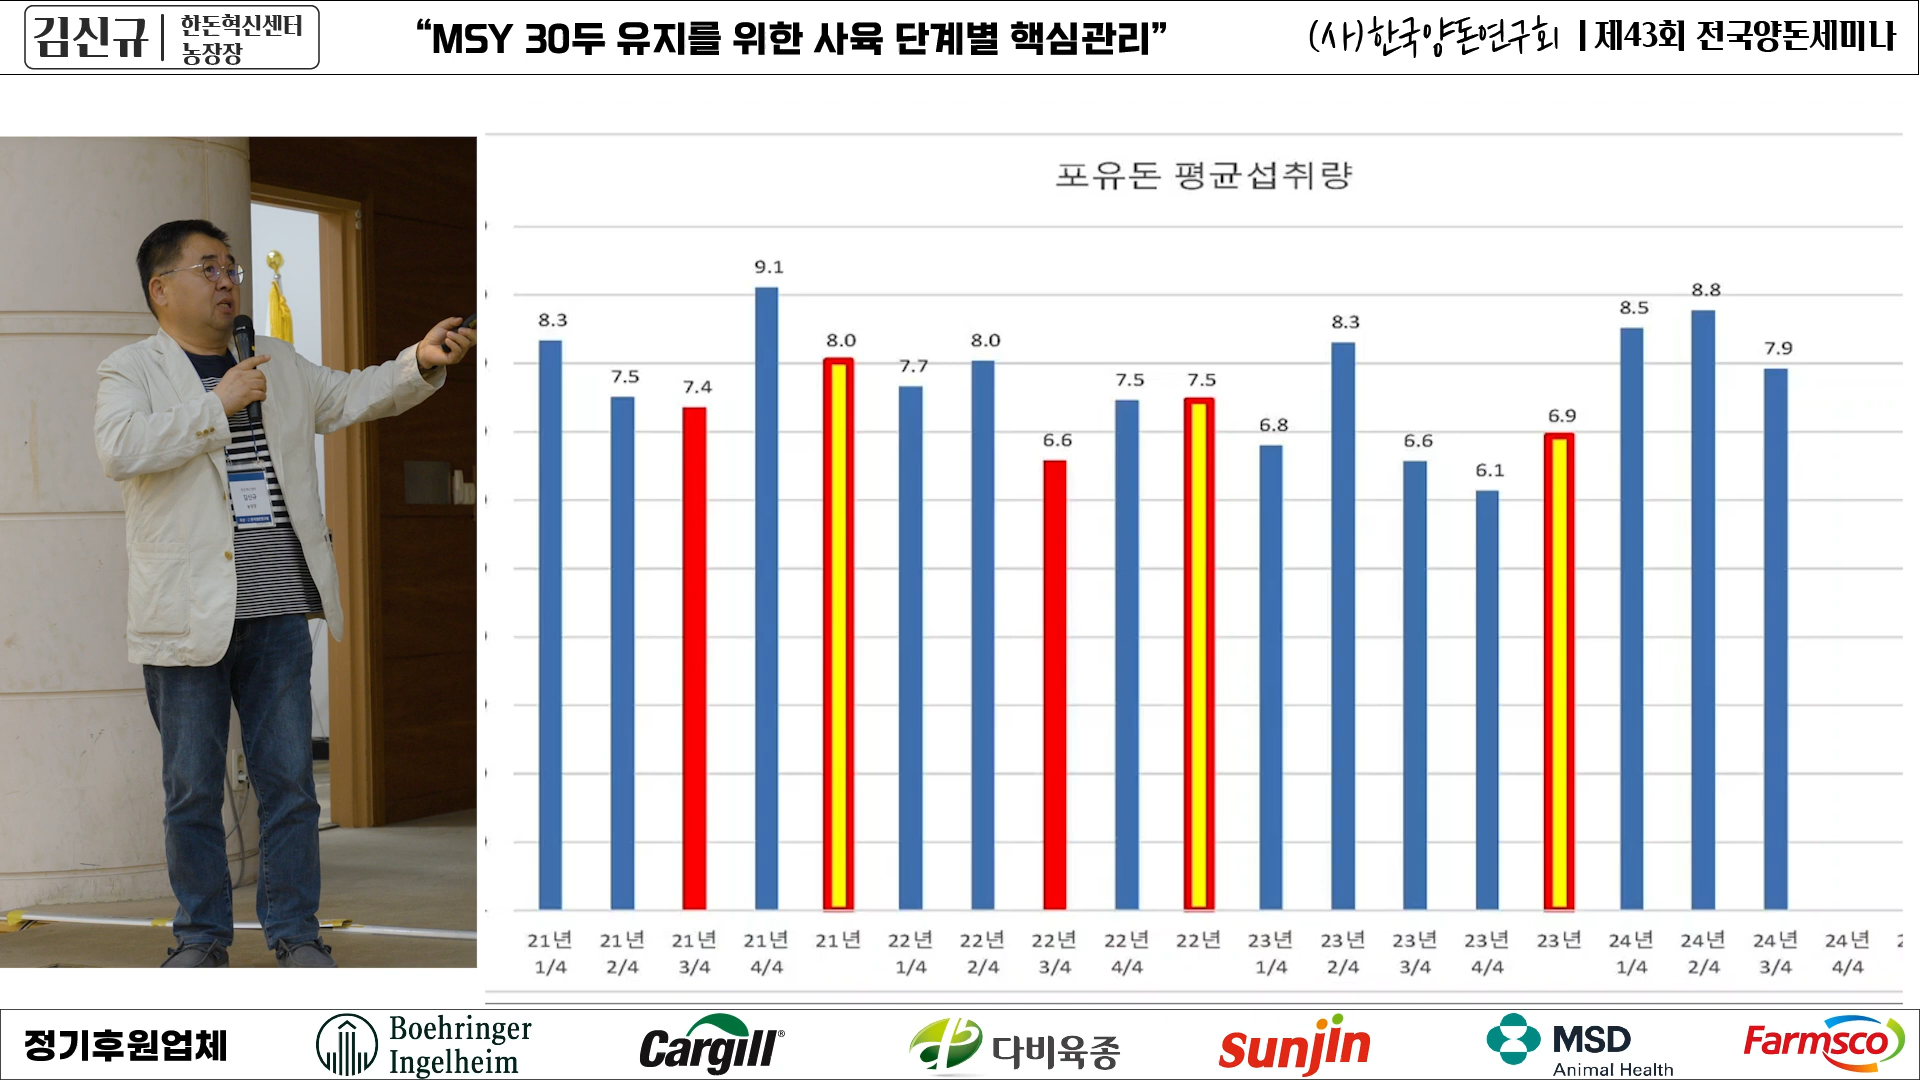 김신규 | 한돈혁신센터
농장장
“MSY 30두 유지를 위한 사육 단계별 핵심관리”
(사)한국양돈연구회 | 제43회 전국양돈세미나
포유돈 평균섭취량
8.3 7.5 7.4 9.1 8.0 7.7 8.0 6.6 7.5 7.5 6.8 8.3 6.6 6.1 6.9 8.5 8.8 7.9
21년 21년 21년 21년 21년 22년 22년 22년 22년 22년 23년 23년 23년 23년 23년 24년 24년 24년 24년
1/4 2/4 3/4 4/4 1/4 2/4 3/4 4/4 1/4 2/4 3/4 4/4 1/4 2/4 3/4 4/4
김신규
정기후원업체
Boehringer
Ingelheim
Cargill®
다비육종
Sunjin
MSD
Animal Health
Farmsco